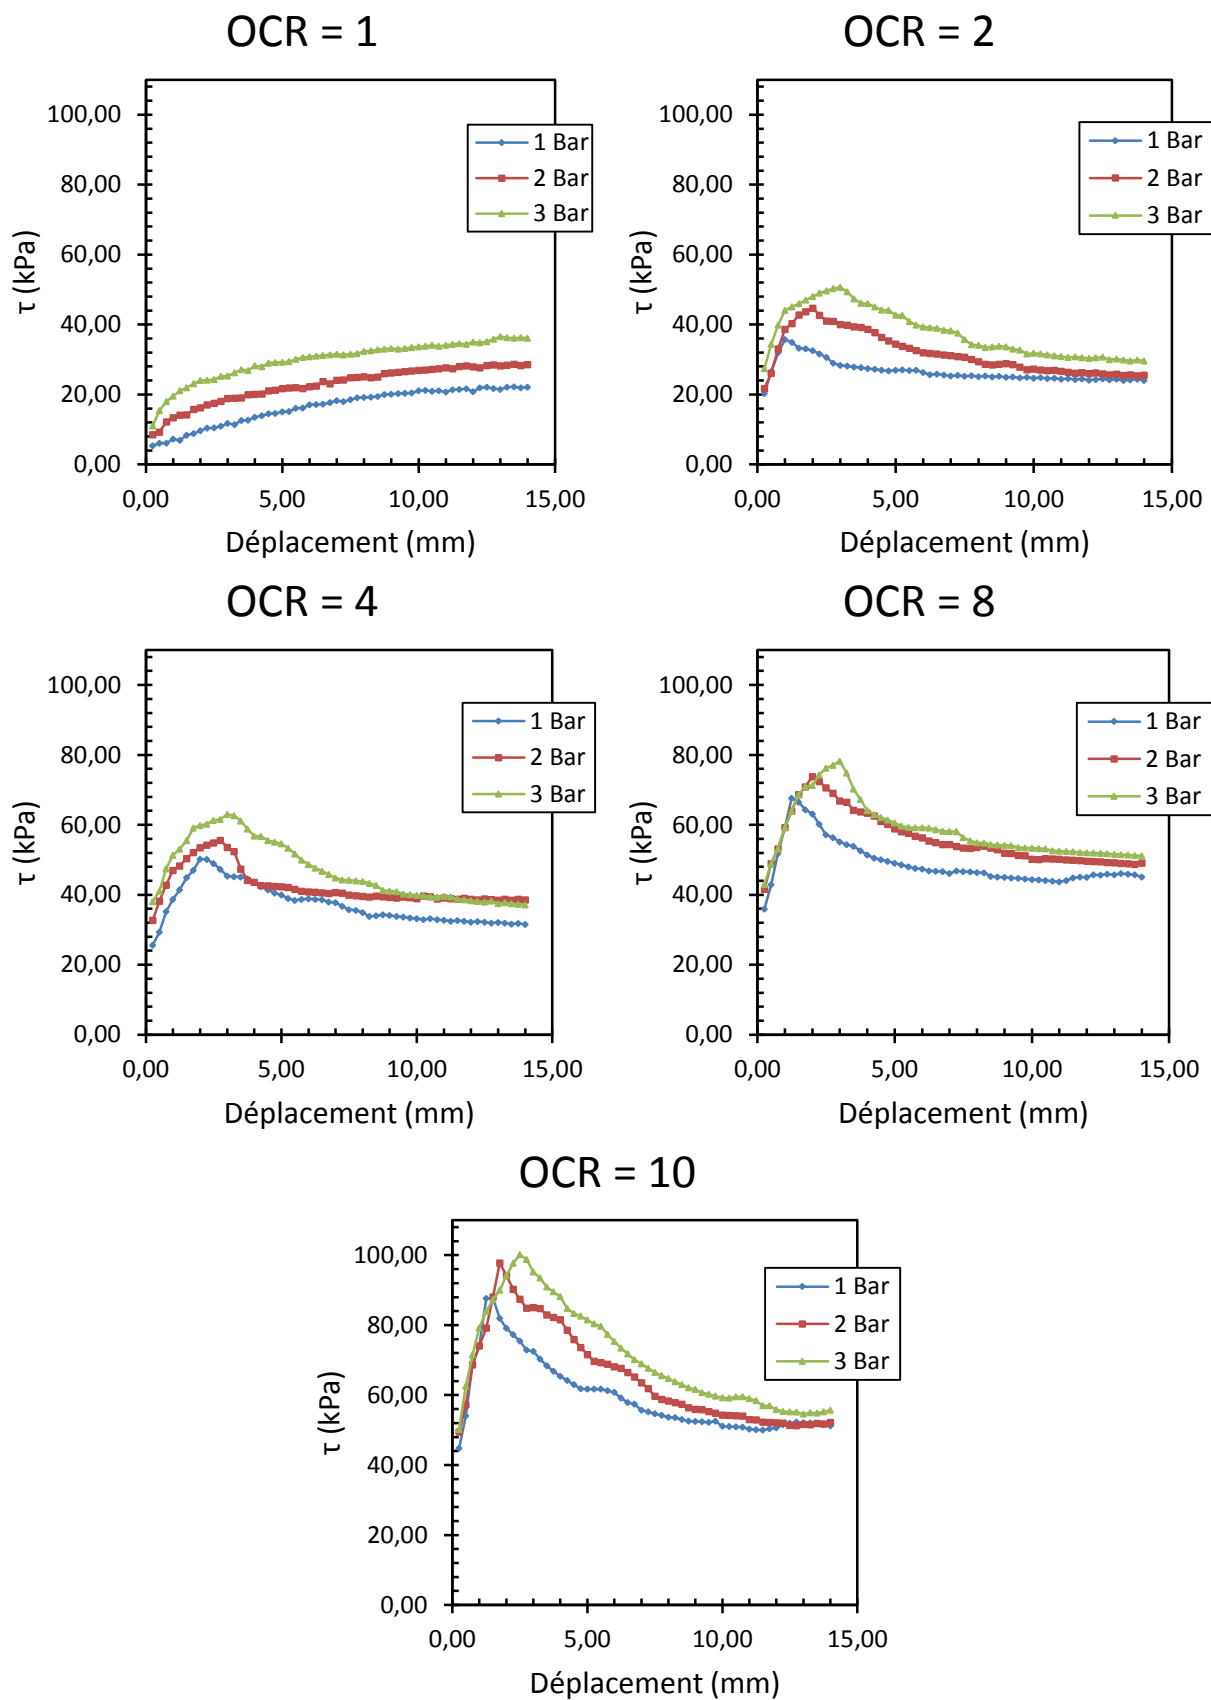 OCR = 1
τ (kPa)
100,00
80,00
60,00
40,00
20,00
0,00
0,00 5,00 10,00 15,00
Déplacement (mm)
1 Bar
2 Bar
3 Bar
OCR = 2
τ (kPa)
100,00
80,00
60,00
40,00
20,00
0,00
0,00 5,00 10,00 15,00
Déplacement (mm)
1 Bar
2 Bar
3 Bar
OCR = 4
τ (kPa)
100,00
80,00
60,00
40,00
20,00
0,00
0,00 5,00 10,00 15,00
Déplacement (mm)
1 Bar
2 Bar
3 Bar
OCR = 8
τ (kPa)
100,00
80,00
60,00
40,00
20,00
0,00
0,00 5,00 10,00 15,00
Déplacement (mm)
1 Bar
2 Bar
3 Bar
OCR = 10
τ (kPa)
100,00
80,00
60,00
40,00
20,00
0,00
0,00 5,00 10,00 15,00
Déplacement (mm)
1 Bar
2 Bar
3 Bar